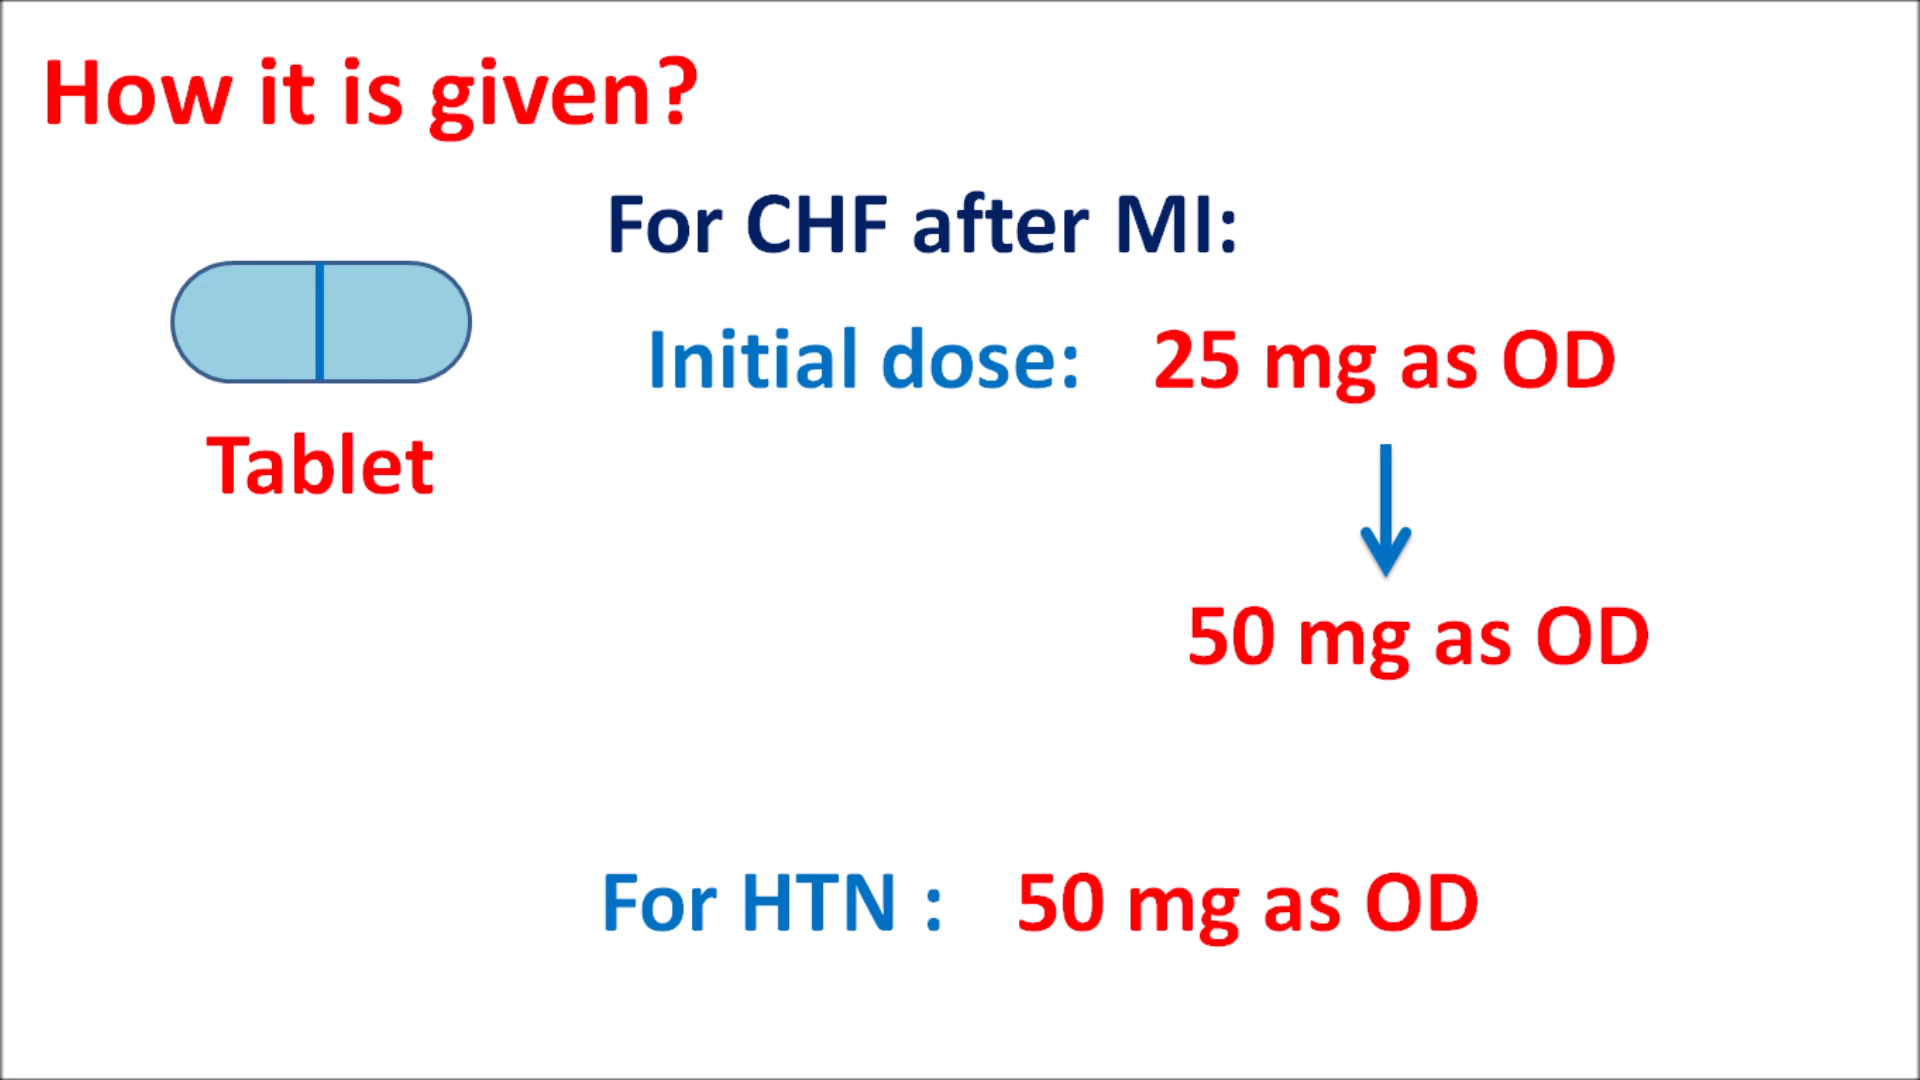 How it is given?
For CHF after MI:
Initial dose: 25 mg as OD
Tablet
50 mg as OD
For HTN : 50 mg as OD